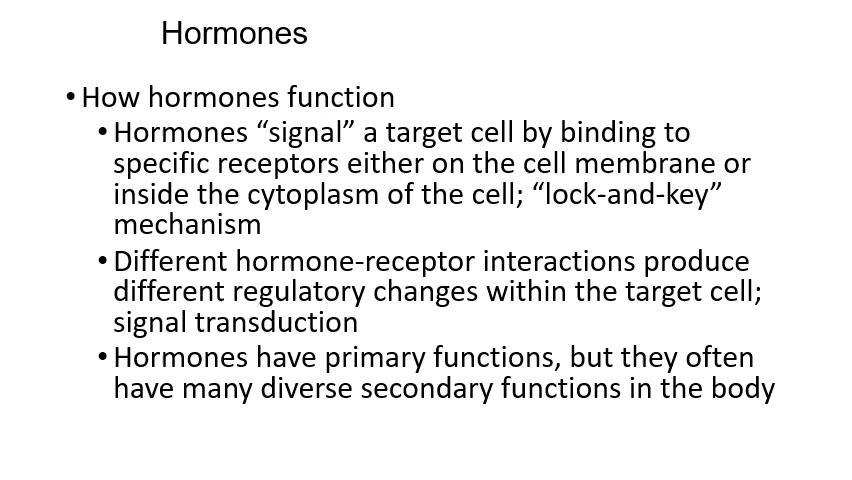 Hormones
• How hormones function
• Hormones “signal” a target cell by binding to
specific receptors either on the cell membrane or
inside the cytoplasm of the cell; “lock-and-key”
mechanism
• Different hormone-receptor interactions produce
different regulatory changes within the target cell;
signal transduction
• Hormones have primary functions, but they often
have many diverse secondary functions in the body